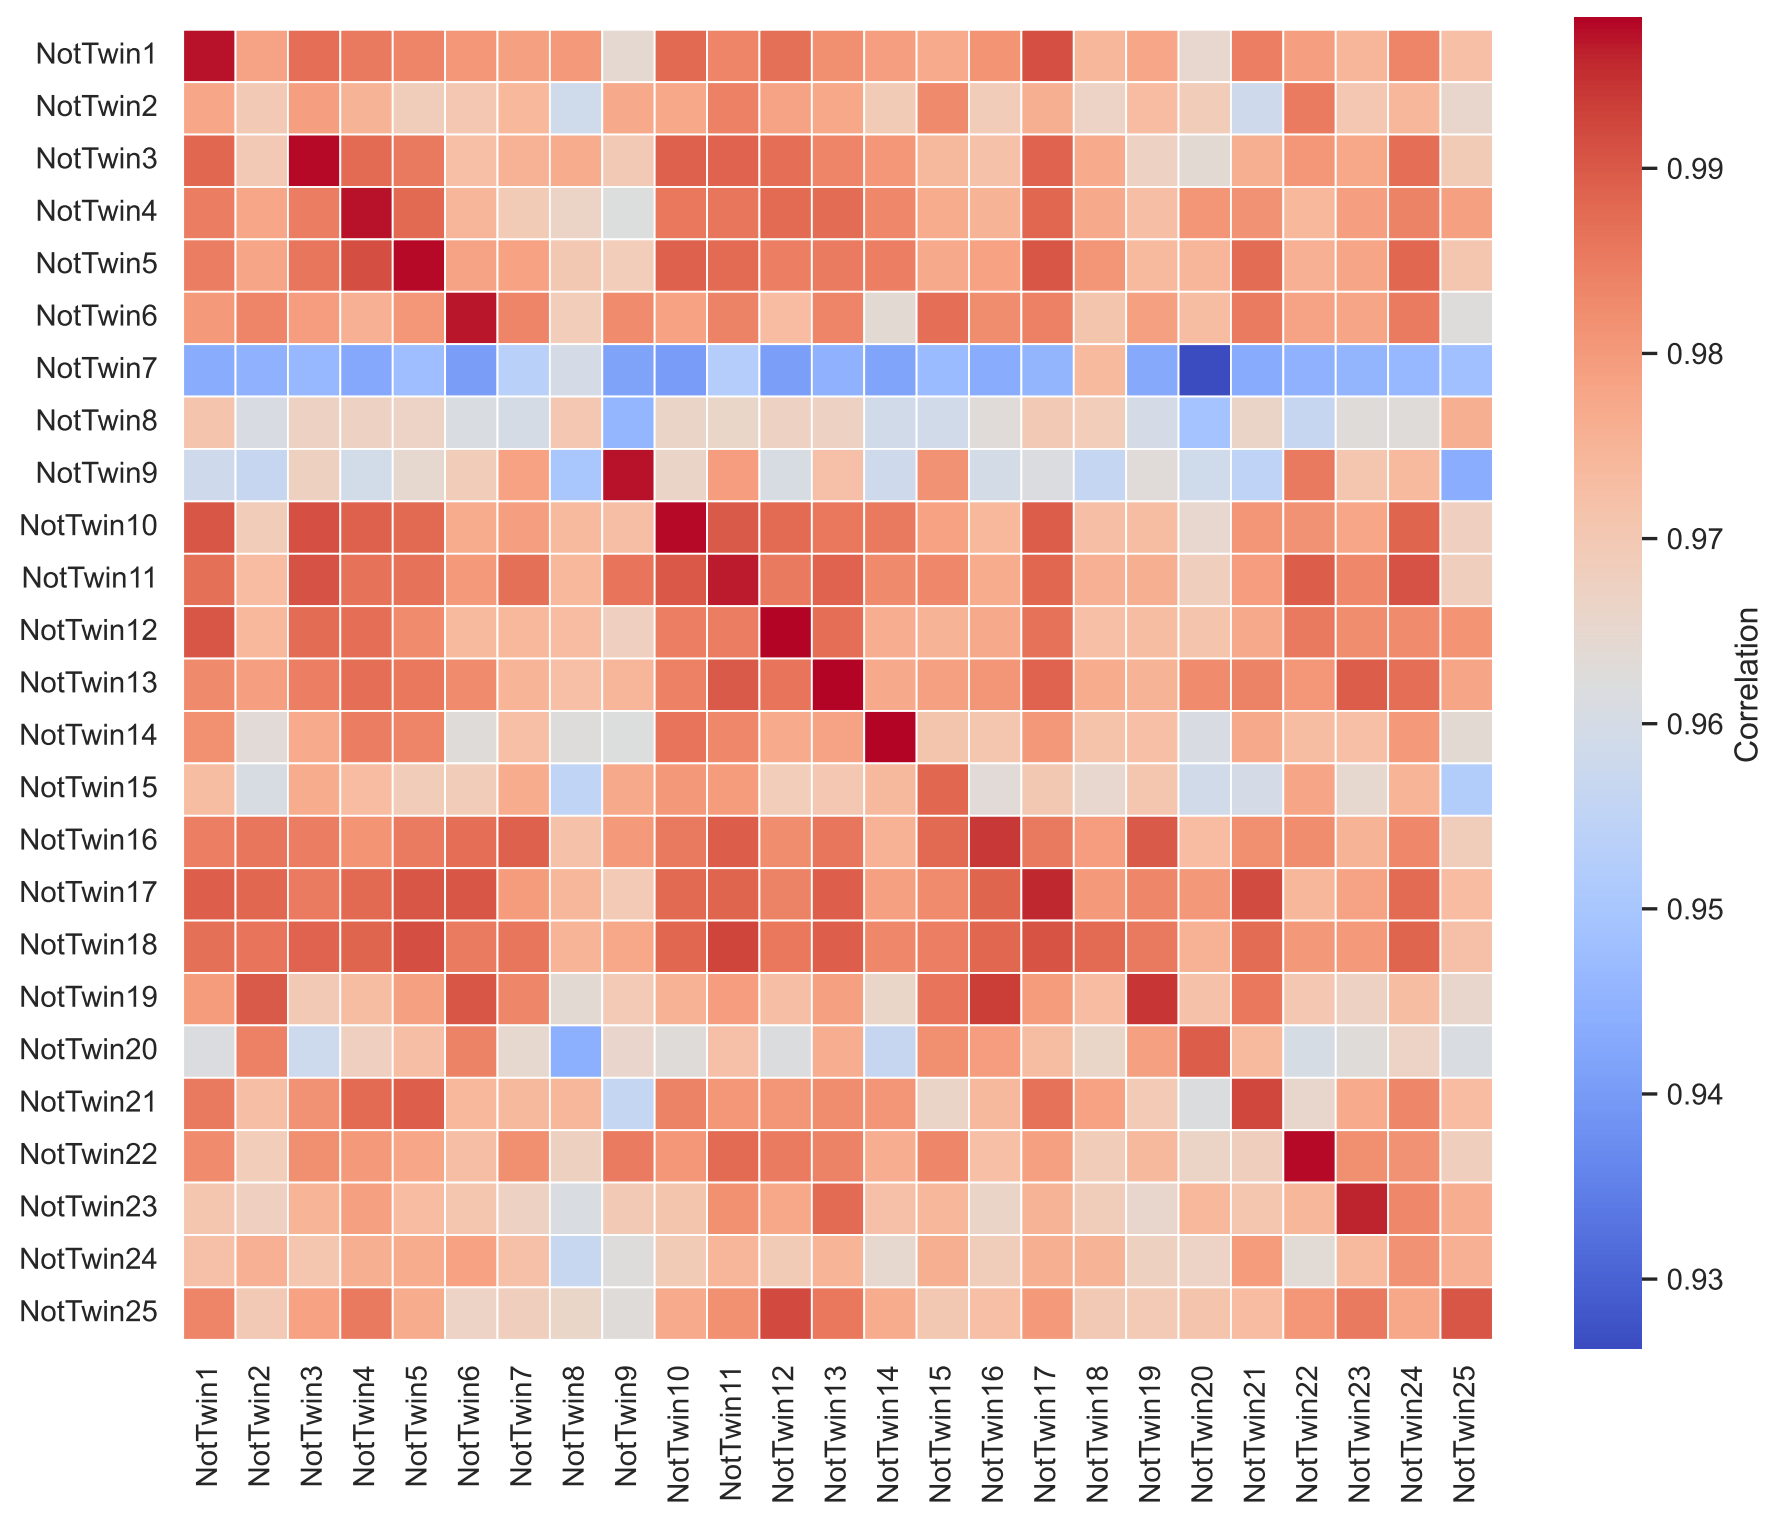 NotTwin1
NotTwin2
NotTwin3
NotTwin4
NotTwin5
NotTwin6
NotTwin7
NotTwin8
NotTwin9
NotTwin10
NotTwin11
NotTwin12
NotTwin13
NotTwin14
NotTwin15
NotTwin16
NotTwin17
NotTwin18
NotTwin19
NotTwin20
NotTwin21
NotTwin22
NotTwin23
NotTwin24
NotTwin25
NotTwin1
NotTwin2
NotTwin3
NotTwin4
NotTwin5
NotTwin6
NotTwin7
NotTwin8
NotTwin9
NotTwin10
NotTwin11
NotTwin12
NotTwin13
NotTwin14
NotTwin15
NotTwin16
NotTwin17
NotTwin18
NotTwin19
NotTwin20
NotTwin21
NotTwin22
NotTwin23
NotTwin24
NotTwin25
0.99
0.98
0.97
0.96
0.95
0.94
0.93
Correlation